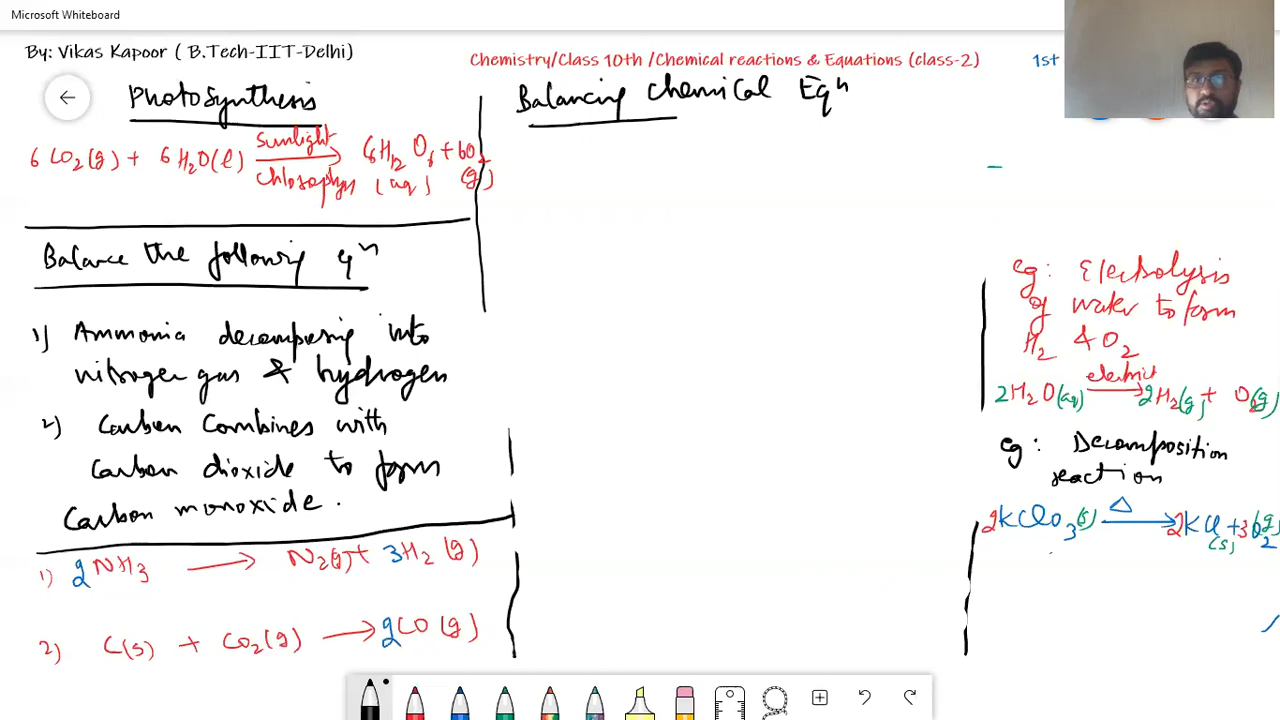 Microsoft Whiteboard
By: Vikas Kapoor ( B.Tech-IIT-Delhi)
Chemistry/Class 10th /Chemical reactions & Equations (class-2)
1st
Photosynthesis
6 CO2(g) + 6 H2O(l) sunlight → C6H12O6 + 6O2
chlorophyll (aq) (g)
Balance the following eqn
1) Ammonia decomposing into
nitrogen gas & hydrogen
2) Carbon Combines with
Carbon dioxide to form
Carbon monoxide.
1) 2NH3 → N2(g) + 3H2(g)
2) C(s) + CO2(g) → 2CO(g)
Balancing chemical Eqn
eg: Electrolysis
of water to form
H2 & O2
electric
2H2O(aq) → 2H2(g) + O2(g)
eg: Decomposition
reaction
2KClO3(s) Δ → 2KCl(s) + 3O2(g)